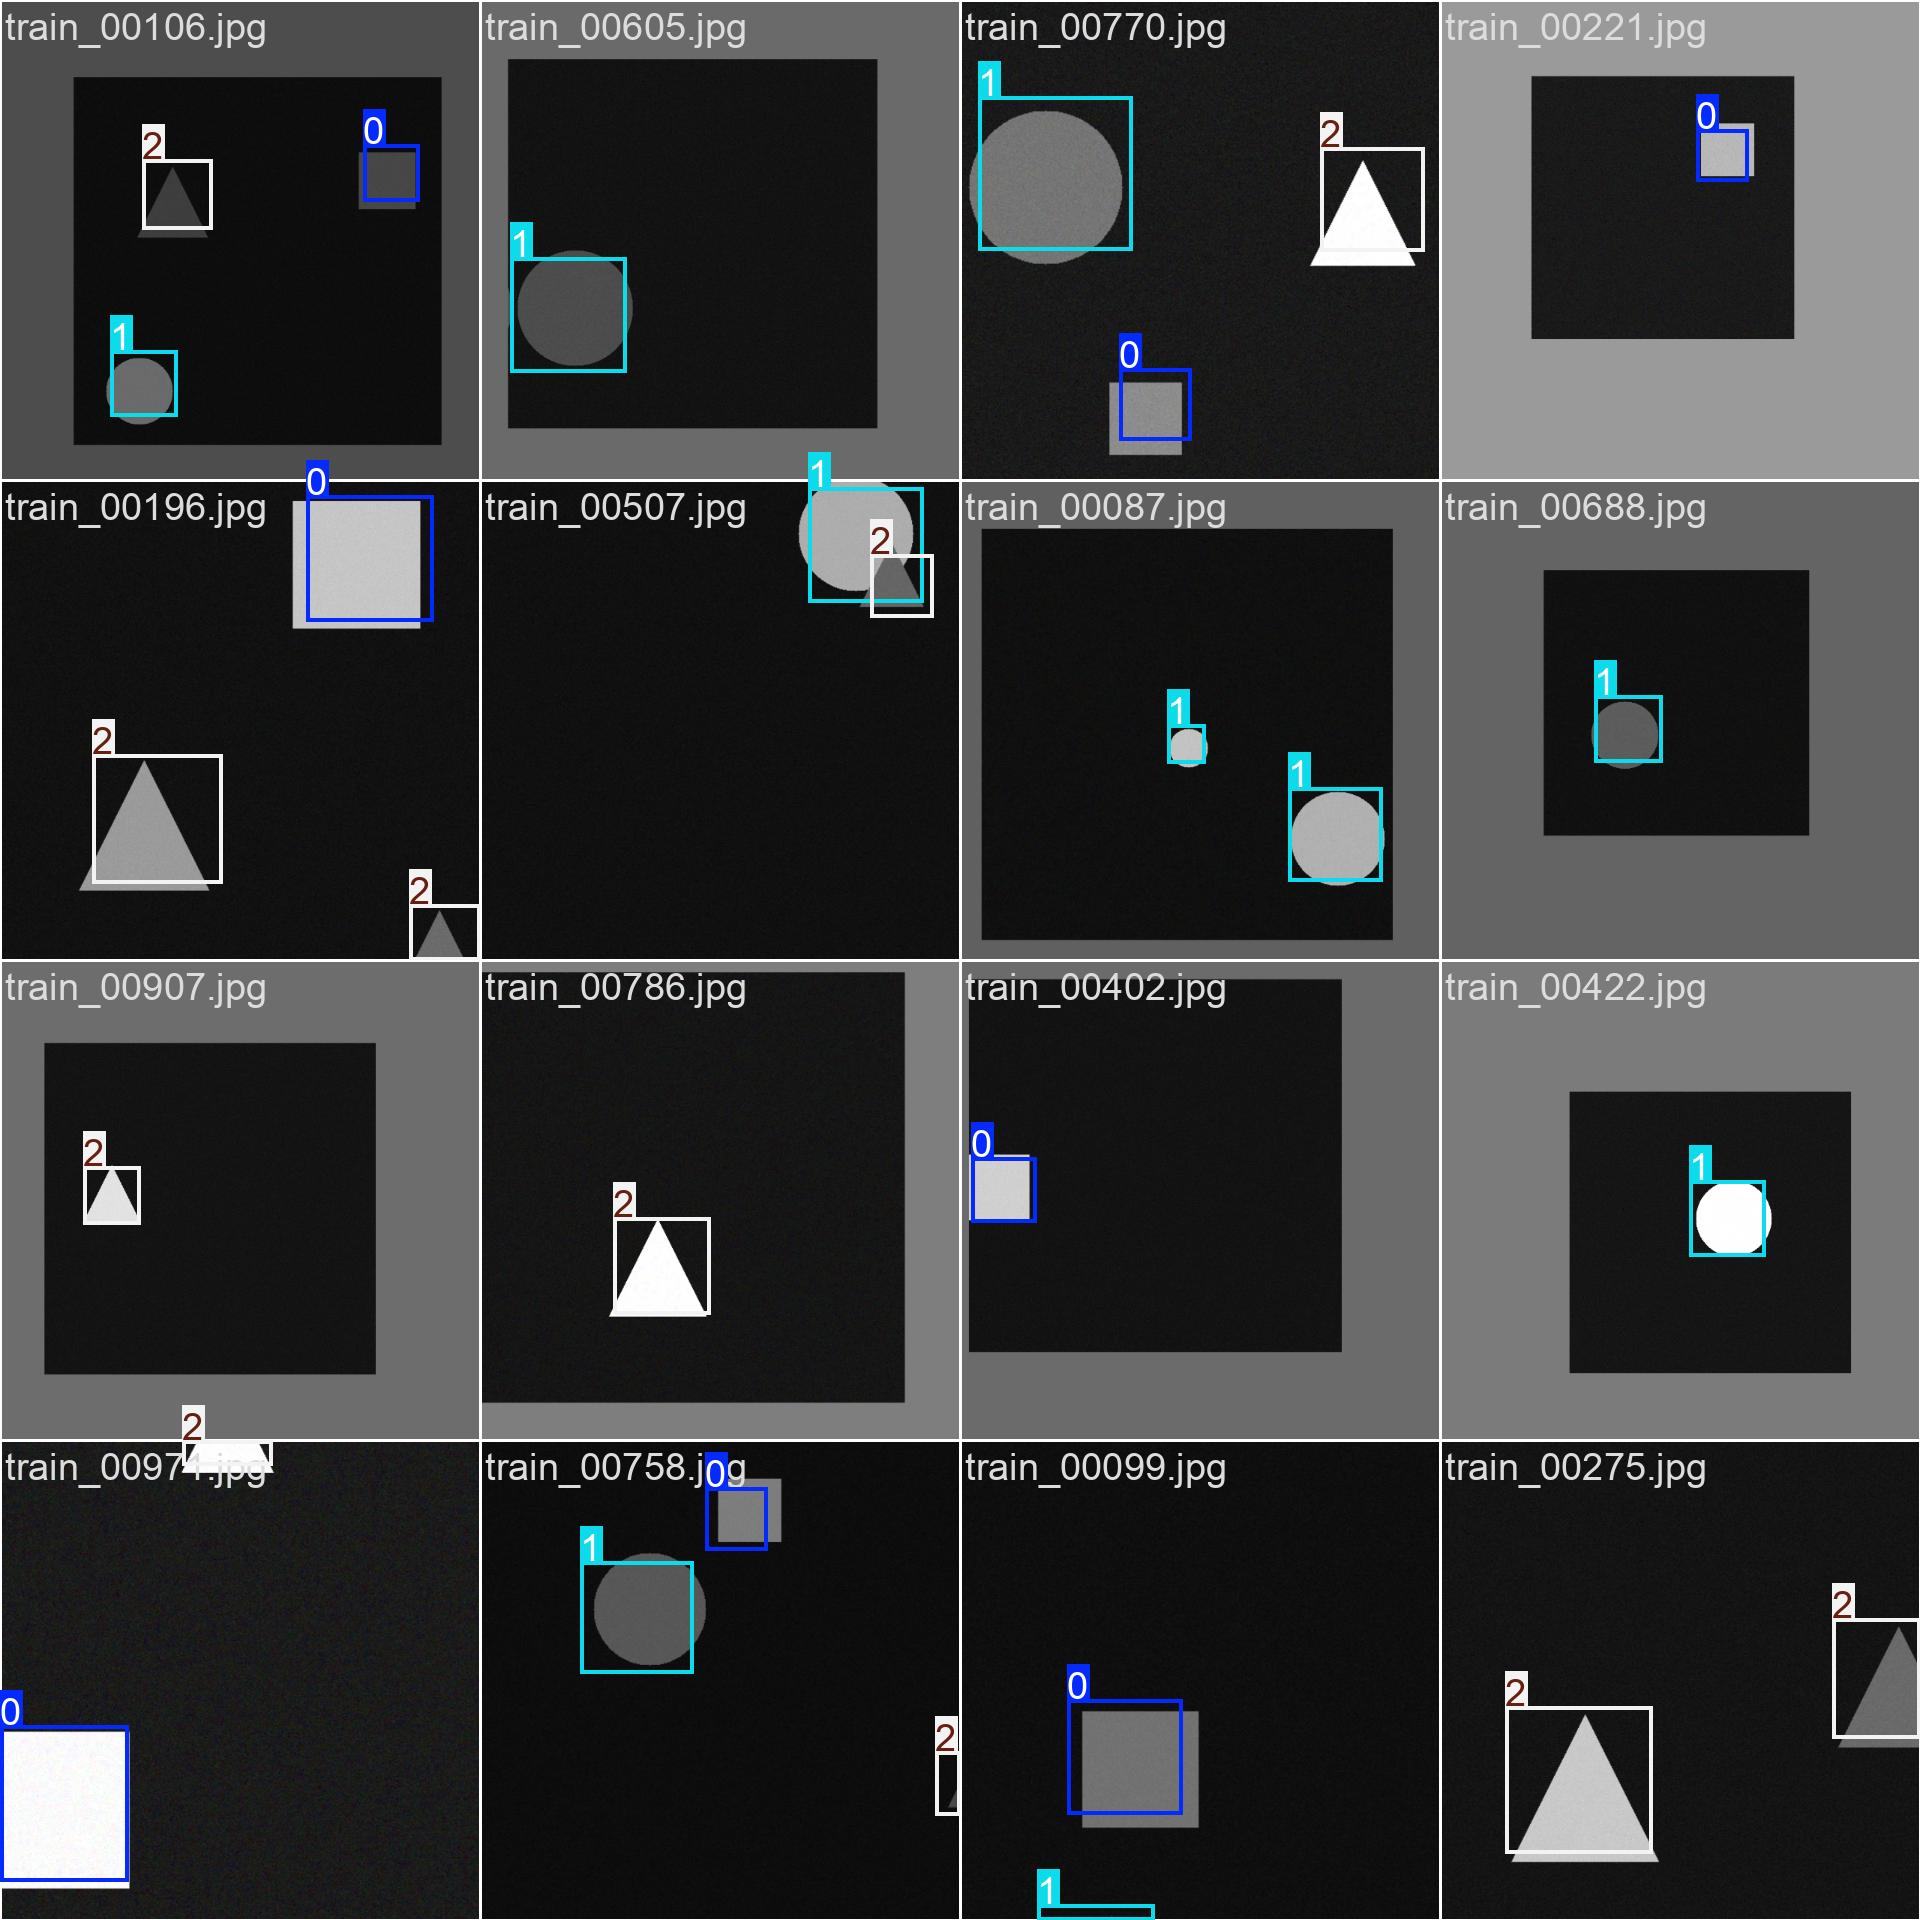 train_00106.jpg
train_00605.jpg
train_00770.jpg
train_00221.jpg
2
0
1
1
1
2
0
0
train_00196.jpg
train_00507.jpg
train_00087.jpg
train_00688.jpg
0
2
2
1
2
1
1
1
train_00907.jpg
train_00786.jpg
train_00402.jpg
train_00422.jpg
2
2
0
1
train_00971.jpg
train_00758.jpg
train_00099.jpg
train_00275.jpg
2
0
0
1
2
0
1
2
2